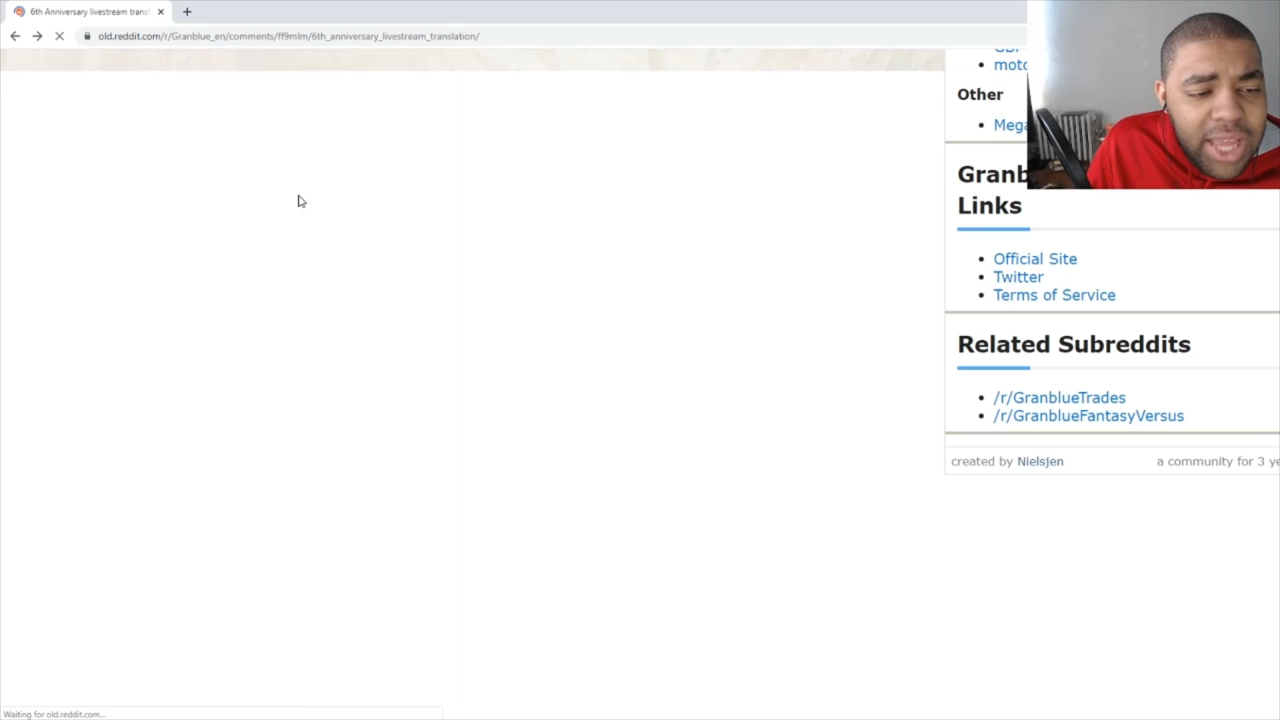 6th Anniversary livestream trans
old.reddit.com/r/Granblue_en/comments/ff9mlm/6th_anniversary_livestream_translation/
moto
Other
Mega
Granb
Links
Official Site
Twitter
Terms of Service
Related Subreddits
/r/GranblueTrades
/r/GranblueFantasyVersus
created by Nielsjen a community for 3 ye
Waiting for old.reddit.com...